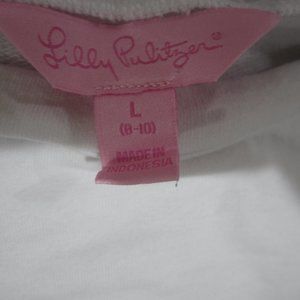 Lilly Pulitzer®
L
(8-10)
MADE IN
INDONESIA